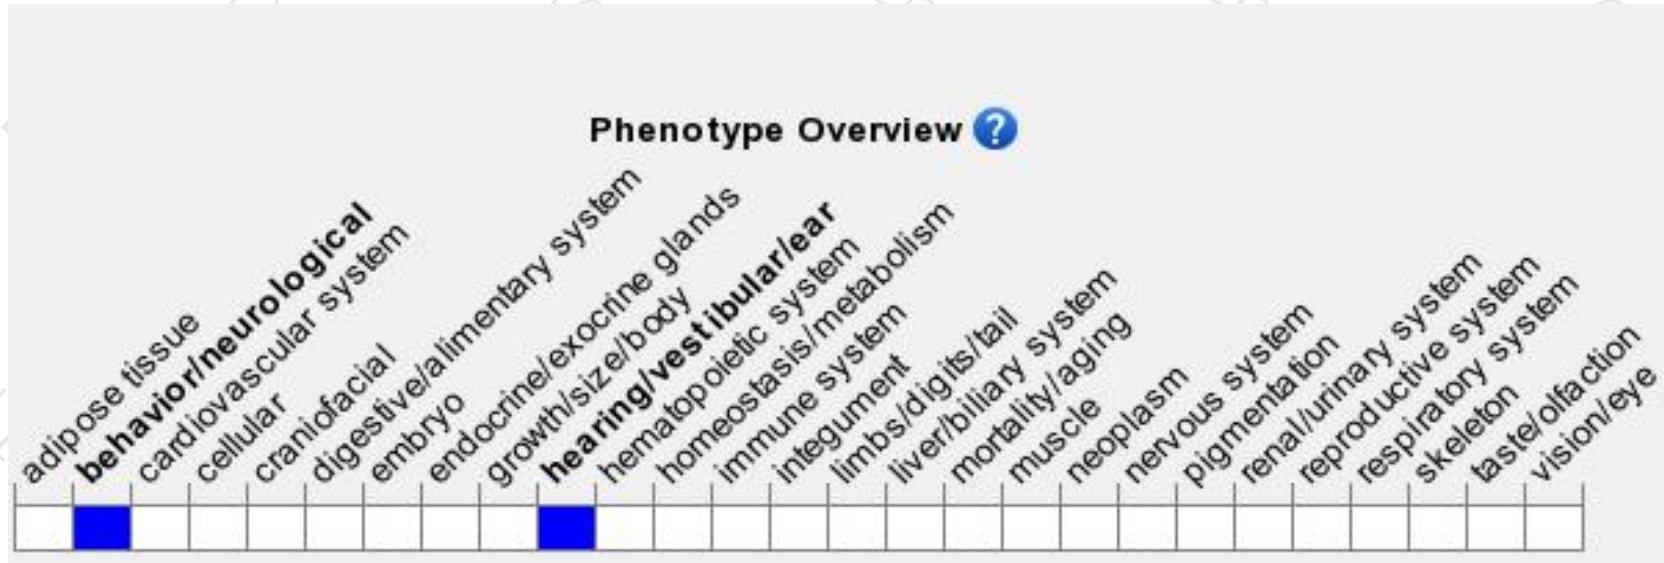 Phenotype Overview ?
adipose tissue
behavior/neurological
cardiovascular system
cellular
craniofacial
digestive/alimentary system
embryo
endocrine/exocrine glands
growth/size/body
hearing/vestibular/ear
hematopoietic system
homeostasis/metabolism
immune system
integument
limbs/digits/tail
liver/biliary system
mortality/aging
muscle
neoplasm
nervous system
pigmentation
renal/urinary system
reproductive system
respiratory system
skeleton
taste/olfaction
vision/eye